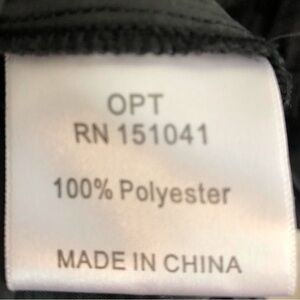 OPT
RN 151041
100% Polyester
MADE IN CHINA